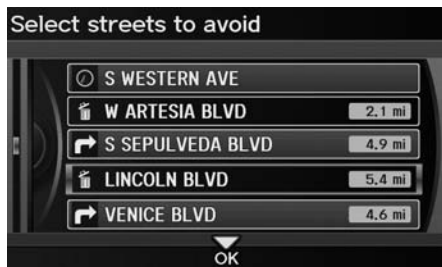 Select streets to avoid
S WESTERN AVE
W ARTESIA BLVD 2.1 mi
S SEPULVEDA BLVD 4.9 mi
LINCOLN BLVD 5.4 mi
VENICE BLVD 4.6 mi
OK